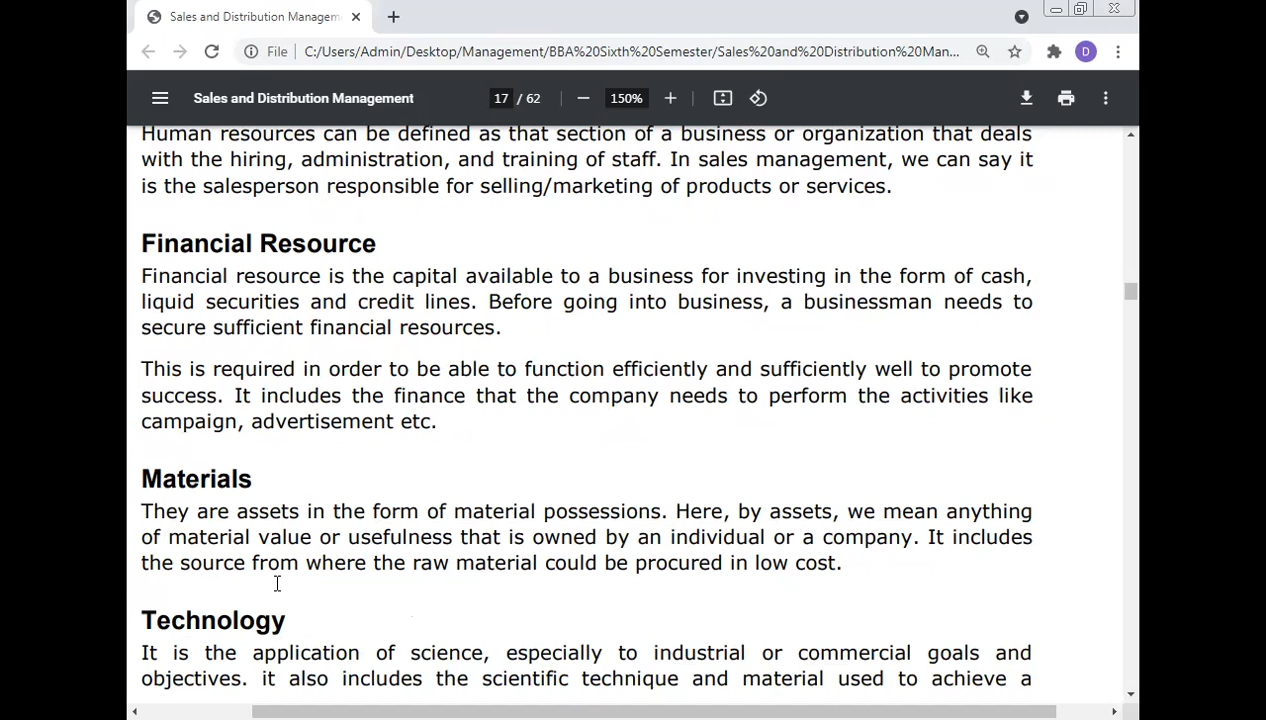 Sales and Distribution Managem
File C:/Users/Admin/Desktop/Management/BBA%20Sixth%20Semester/Sales%20and%20Distribution%20Man...
D
Sales and Distribution Management 17 / 62 150%
Human resources can be defined as that section of a business or organization that deals
with the hiring, administration, and training of staff. In sales management, we can say it
is the salesperson responsible for selling/marketing of products or services.
Financial Resource
Financial resource is the capital available to a business for investing in the form of cash,
liquid securities and credit lines. Before going into business, a businessman needs to
secure sufficient financial resources.
This is required in order to be able to function efficiently and sufficiently well to promote
success. It includes the finance that the company needs to perform the activities like
campaign, advertisement etc.
Materials
They are assets in the form of material possessions. Here, by assets, we mean anything
of material value or usefulness that is owned by an individual or a company. It includes
the source from where the raw material could be procured in low cost.
Technology
It is the application of science, especially to industrial or commercial goals and
objectives. it also includes the scientific technique and material used to achieve a